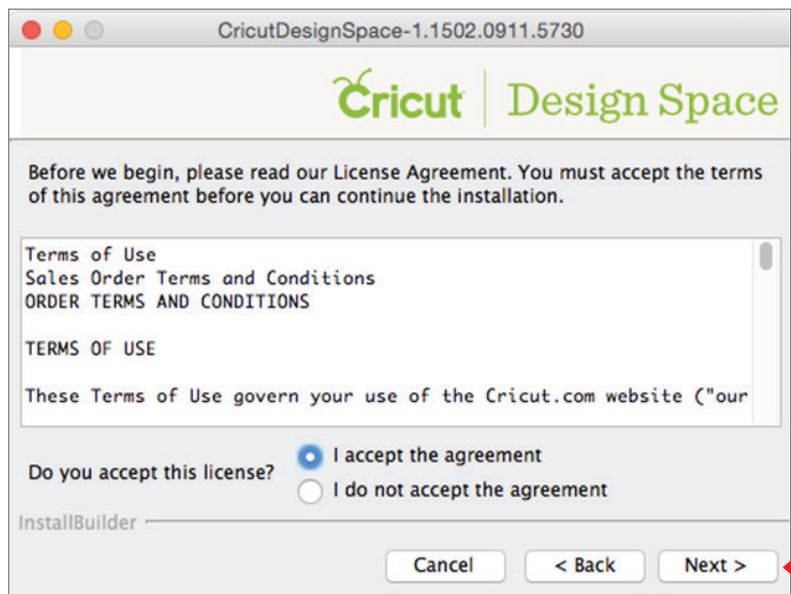 CricutDesignSpace-1.1502.0911.5730
Cricut Design Space
Before we begin, please read our License Agreement. You must accept the terms
of this agreement before you can continue the installation.
Terms of Use
Sales Order Terms and Conditions
ORDER TERMS AND CONDITIONS
TERMS OF USE
These Terms of Use govern your use of the Cricut.com website ("our
Do you accept this license?
I accept the agreement
I do not accept the agreement
InstallBuilder
Cancel < Back Next >